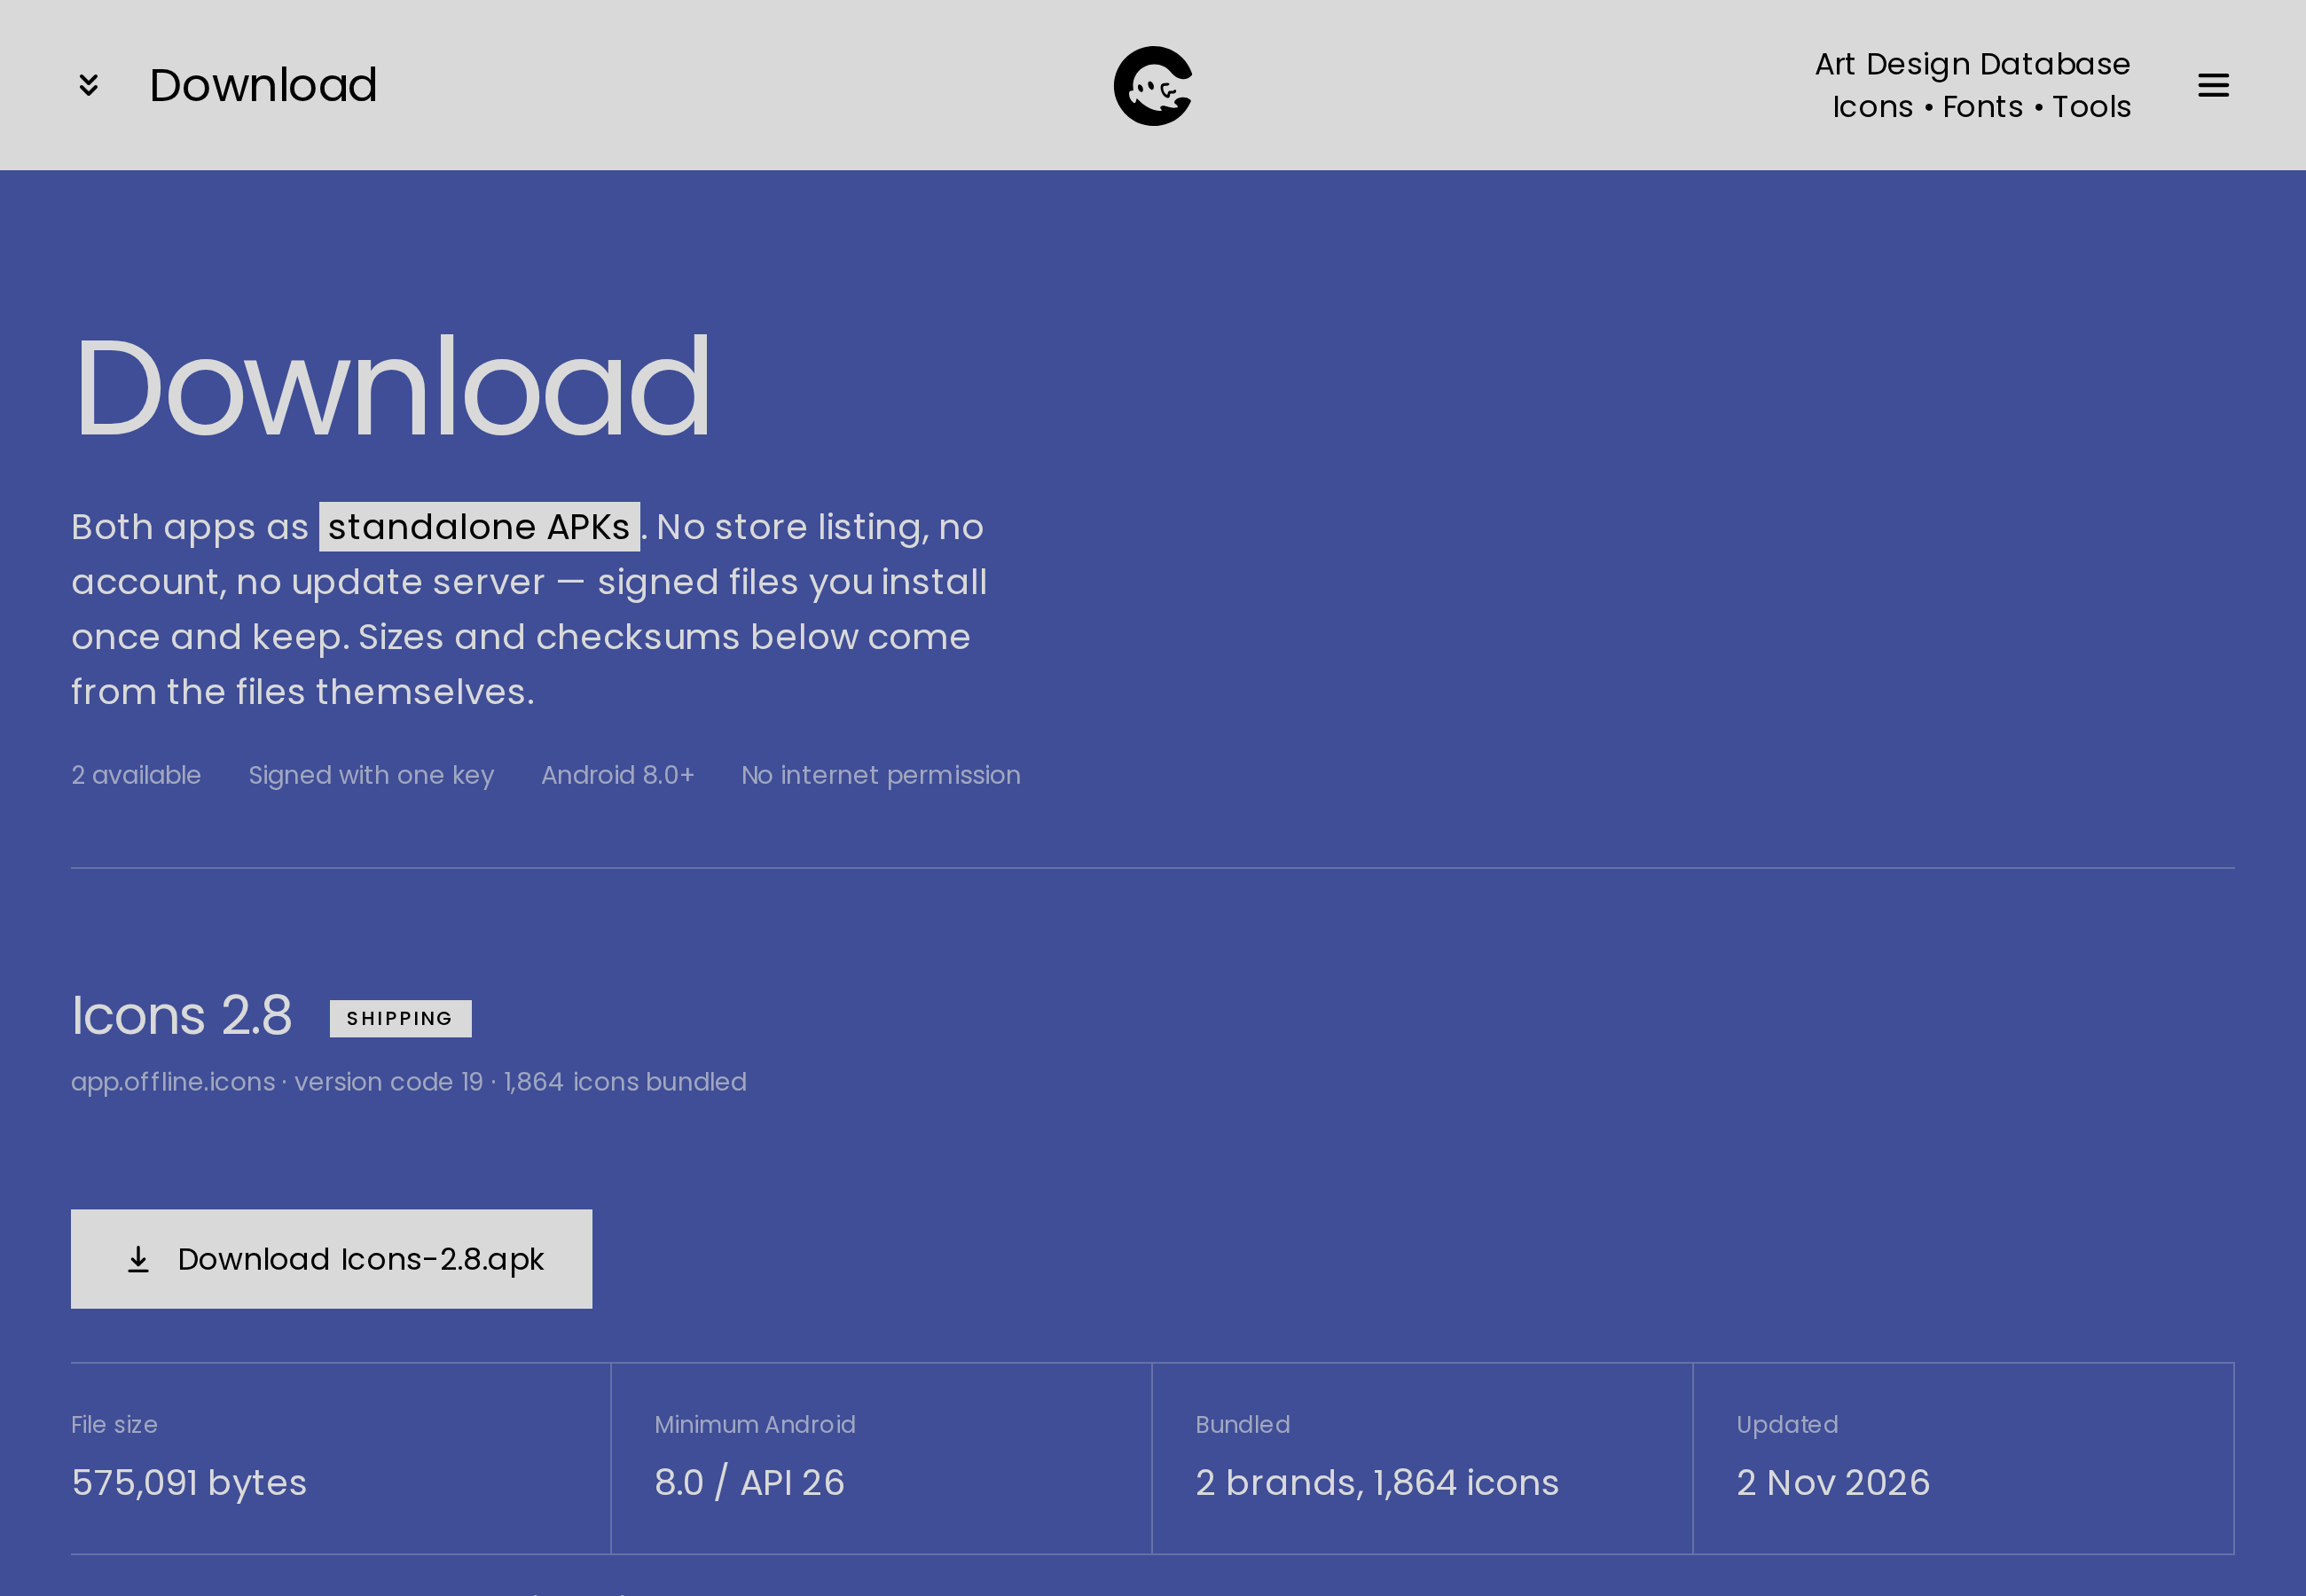 Download
Art Design Database
Icons • Fonts • Tools
Download
Both apps as standalone APKs. No store listing, no
account, no update server — signed files you install
once and keep. Sizes and checksums below come
from the files themselves.
2 available Signed with one key Android 8.0+ No internet permission
Icons 2.8 SHIPPING
app.offline.icons · version code 19 · 1,864 icons bundled
Download Icons-2.8.apk
File size Minimum Android Bundled Updated
575,091 bytes 8.0 / API 26 2 brands, 1,864 icons 2 Nov 2026